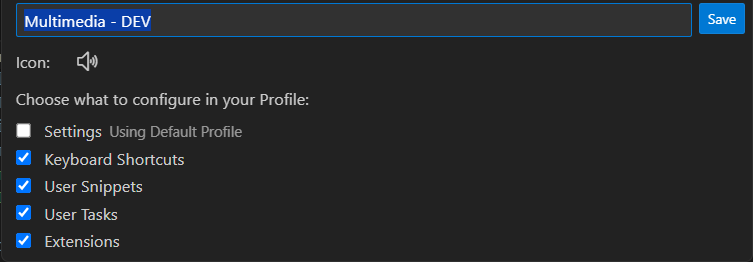 Multimedia - DEV
Save
Icon:
Choose what to configure in your Profile:
Settings Using Default Profile
Keyboard Shortcuts
User Snippets
User Tasks
Extensions